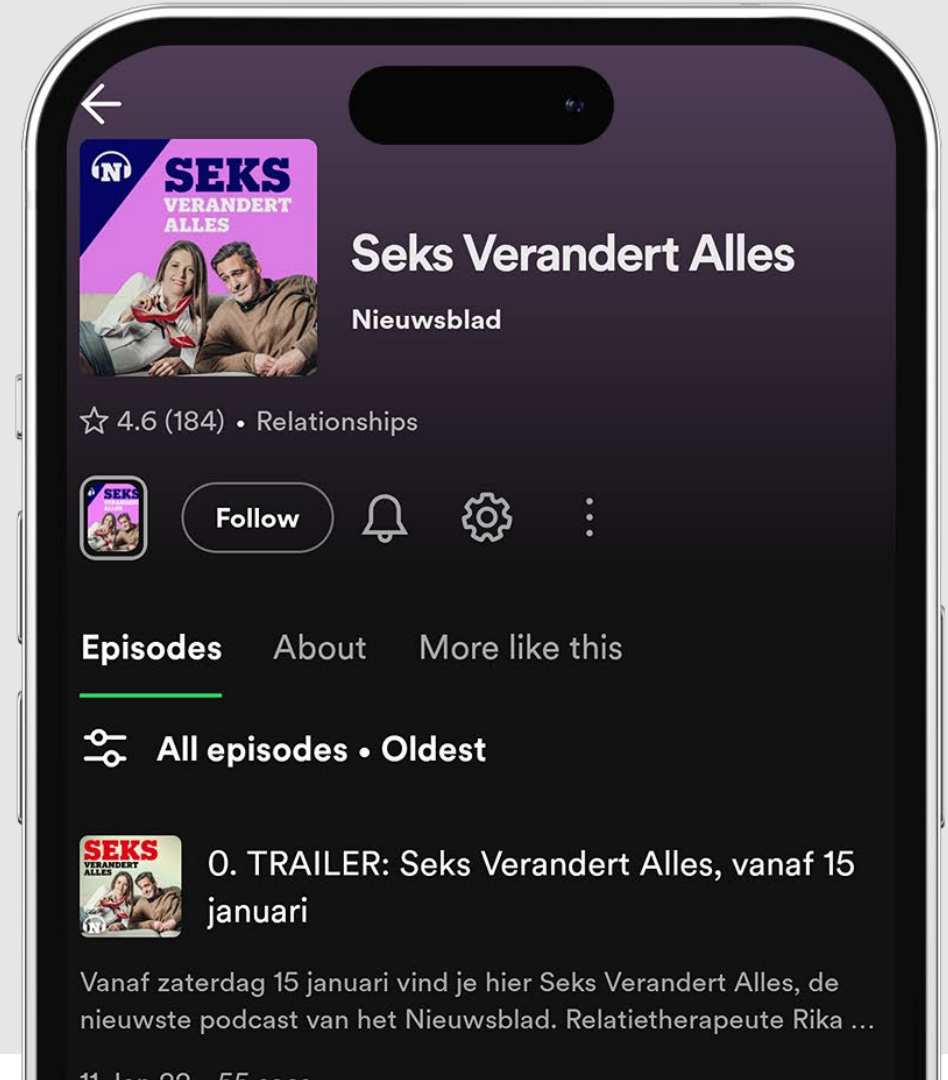 N
SEKS
VERANDERT
ALLES
Seks Verandert Alles
Nieuwsblad
4.6 (184) • Relationships
SEKS
VERANDERT
ALLES
Follow
Episodes About More like this
All episodes • Oldest
SEKS
VERANDERT
ALLES
N
0. TRAILER: Seks Verandert Alles, vanaf 15
januari
Vanaf zaterdag 15 januari vind je hier Seks Verandert Alles, de
nieuwste podcast van het Nieuwsblad. Relatietherapeute Rika ...